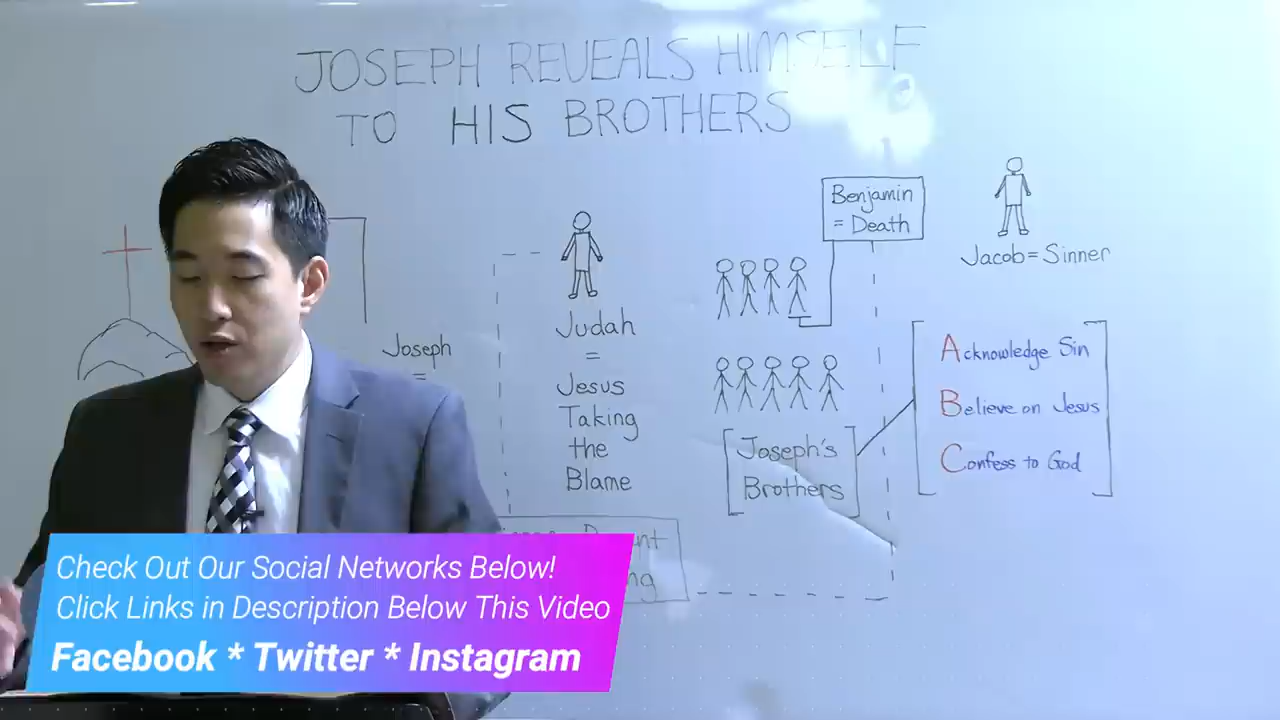 JOSEPH REVEALS HIMSELF
TO HIS BROTHERS
Joseph
=
Judah
=
Jesus
Taking
the
Blame
Benjamin
= Death
Jacob = Sinner
Joseph's
Brothers
Acknowledge Sin
Believe on Jesus
Confess to God
Check Out Our Social Networks Below!
Click Links in Description Below This Video
Facebook * Twitter * Instagram